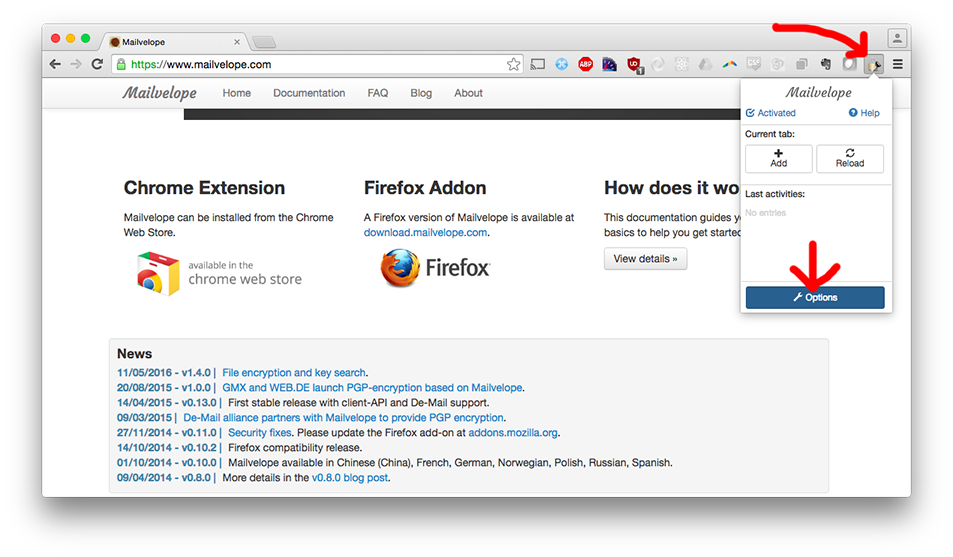 Mailvelope
https://www.mailvelope.com
ABP
1
Mailvelope
Home
Documentation
FAQ
Blog
About
Mailvelope
Activated
Help
Current tab:
Add
Reload
Last activities:
No entries
Options
Chrome Extension
Mailvelope can be installed from the Chrome
Web Store.
available in the
chrome web store
Firefox Addon
A Firefox version of Mailvelope is available at
download.mailvelope.com.
Firefox
How does it wo
This documentation guides y
basics to help you get started
View details »
News
11/05/2016 - v1.4.0 | File encryption and key search.
20/08/2015 - v1.0.0 | GMX and WEB.DE launch PGP-encryption based on Mailvelope.
14/04/2015 - v0.13.0 | First stable release with client-API and De-Mail support.
09/03/2015 | De-Mail alliance partners with Mailvelope to provide PGP encryption.
27/11/2014 - v0.11.0 | Security fixes. Please update the Firefox add-on at addons.mozilla.org.
14/10/2014 - v0.10.2 | Firefox compatibility release.
01/10/2014 - v0.10.0 | Mailvelope available in Chinese (China), French, German, Norwegian, Polish, Russian, Spanish.
09/04/2014 - v0.8.0 | More details in the v0.8.0 blog post.